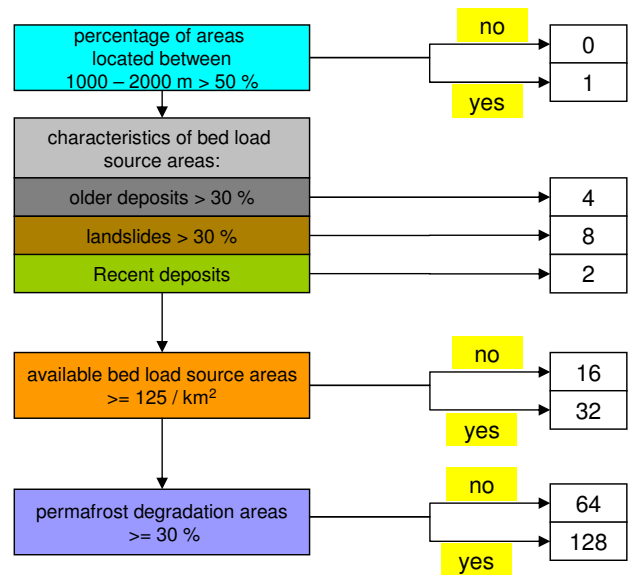 percentage of areas
located between
1000 – 2000 m > 50 %
no
0
1
yes
characteristics of bed load
source areas:
older deposits > 30 %
4
landslides > 30 %
8
Recent deposits
2
available bed load source areas
>= 125 / km²
no
16
32
yes
permafrost degradation areas
>= 30 %
no
64
128
yes